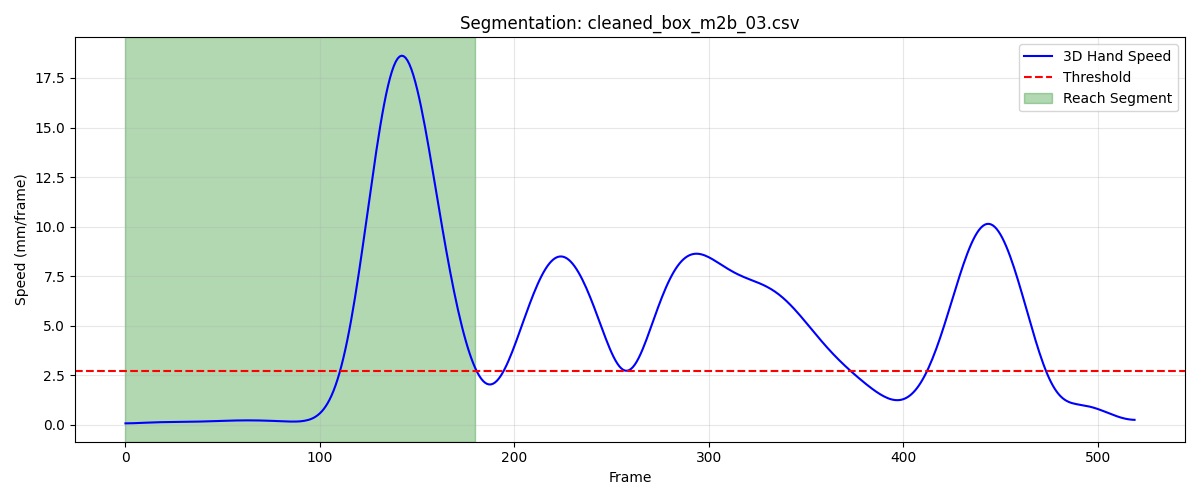 Segmentation: cleaned_box_m2b_03.csv
3D Hand Speed
Threshold
Reach Segment
Speed (mm/frame)
17.5
15.0
12.5
10.0
7.5
5.0
2.5
0.0
0 100 200 300 400 500
Frame